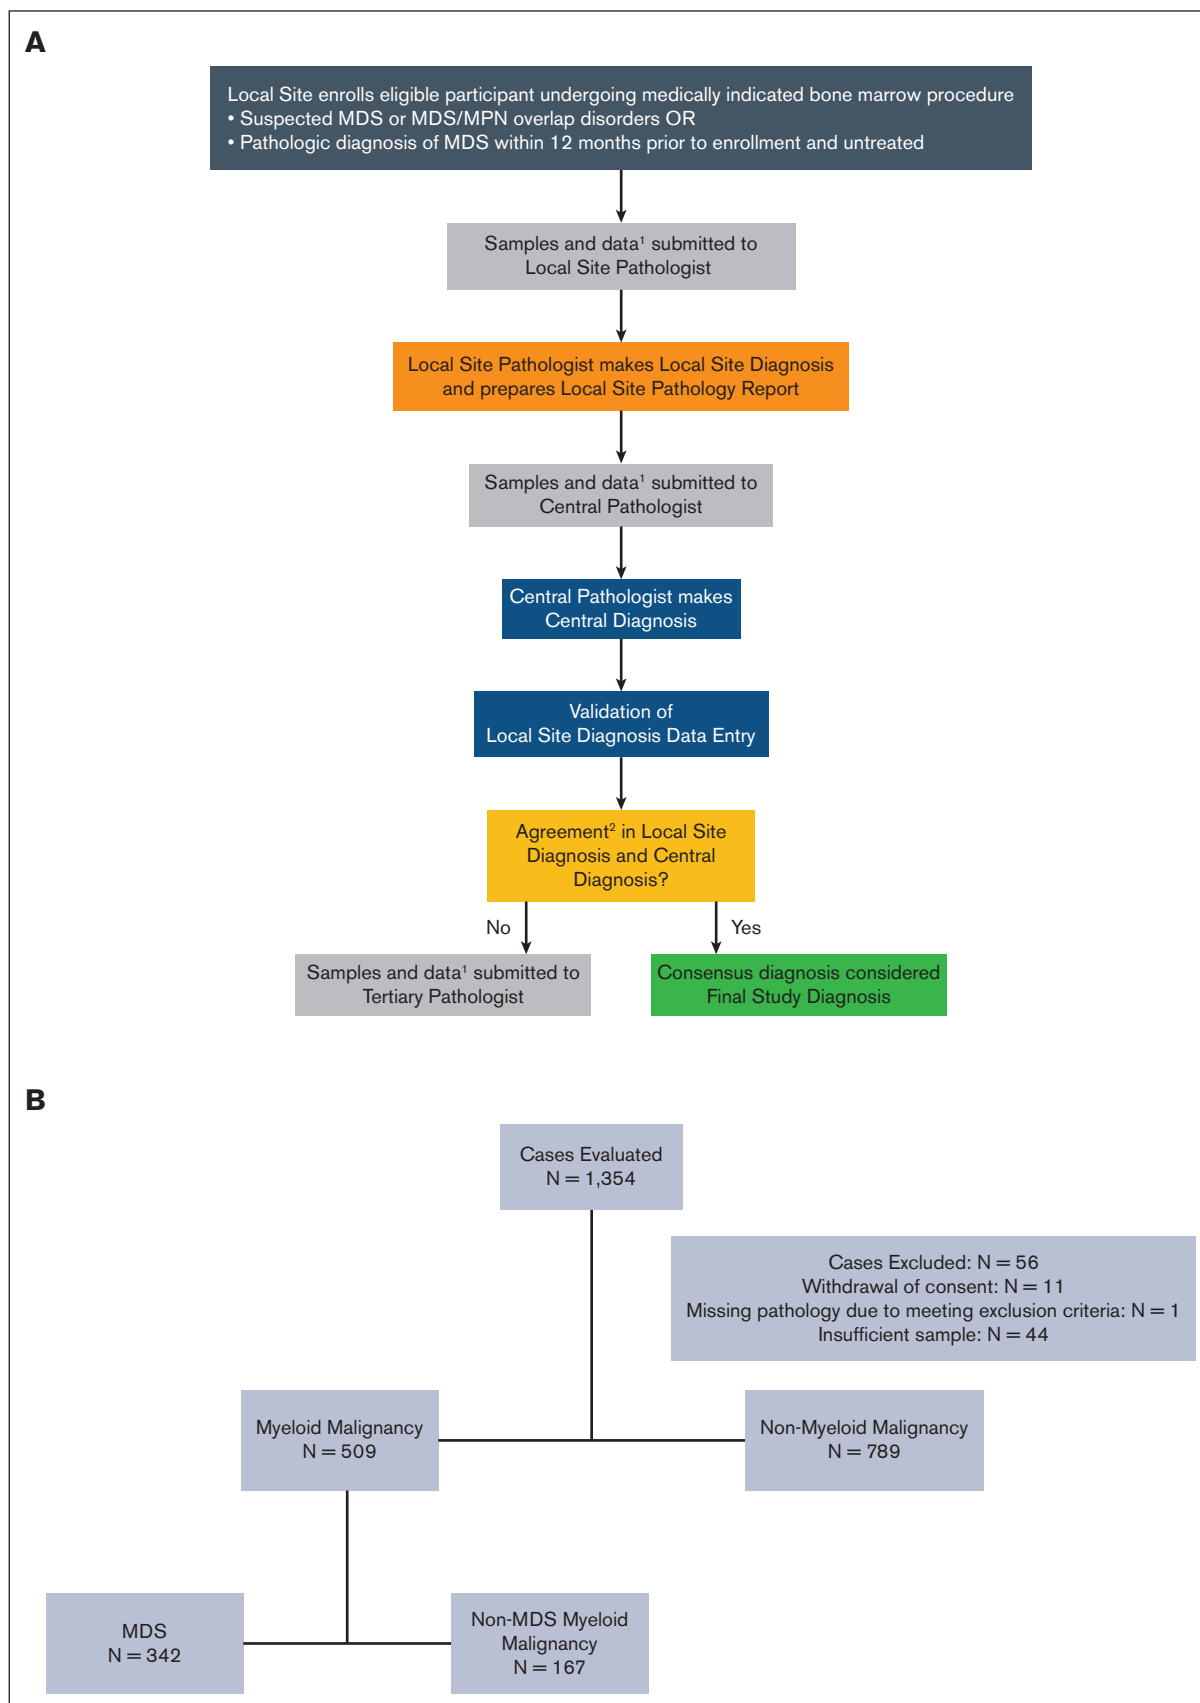 A
Local Site enrolls eligible participant undergoing medically indicated bone marrow procedure
• Suspected MDS or MDS/MPN overlap disorders OR
• Pathologic diagnosis of MDS within 12 months prior to enrollment and untreated
Samples and data¹ submitted to
Local Site Pathologist
Local Site Pathologist makes Local Site Diagnosis
and prepares Local Site Pathology Report
Samples and data¹ submitted to
Central Pathologist
Central Pathologist makes
Central Diagnosis
Validation of
Local Site Diagnosis Data Entry
Agreement² in Local Site
Diagnosis and Central
Diagnosis?
No
Yes
Samples and data¹ submitted to
Tertiary Pathologist
Consensus diagnosis considered
Final Study Diagnosis
B
Cases Evaluated
N = 1,354
Cases Excluded: N = 56
Withdrawal of consent: N = 11
Missing pathology due to meeting exclusion criteria: N = 1
Insufficient sample: N = 44
Myeloid Malignancy
N = 509
Non-Myeloid Malignancy
N = 789
MDS
N = 342
Non-MDS Myeloid
Malignancy
N = 167